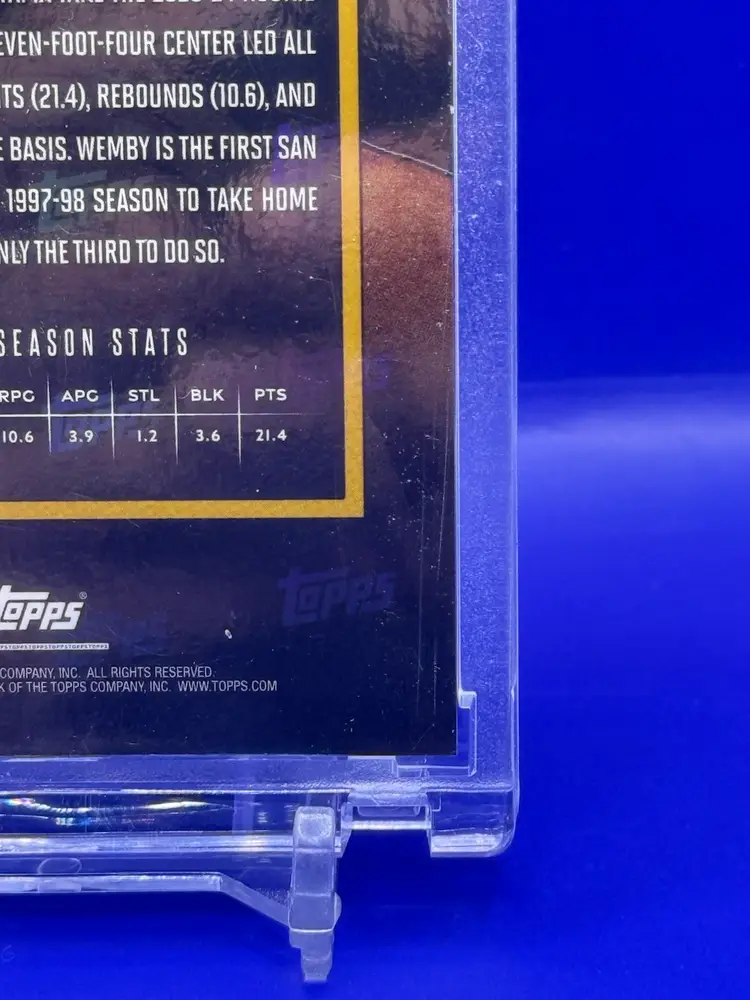 EVEN-FOOT-FOUR CENTER LED ALL
TS (21.4), REBOUNDS (10.6), AND
E BASIS. WEMBY IS THE FIRST SAN
1997-98 SEASON TO TAKE HOME
NLY THE THIRD TO DO SO.
SEASON STATS
RPG APG STL BLK PTS
10.6 3.9 1.2 3.6 21.4
TOPPS
TOPPS®
COMPANY, INC. ALL RIGHTS RESERVED.
K OF THE TOPPS COMPANY, INC. WWW.TOPPS.COM